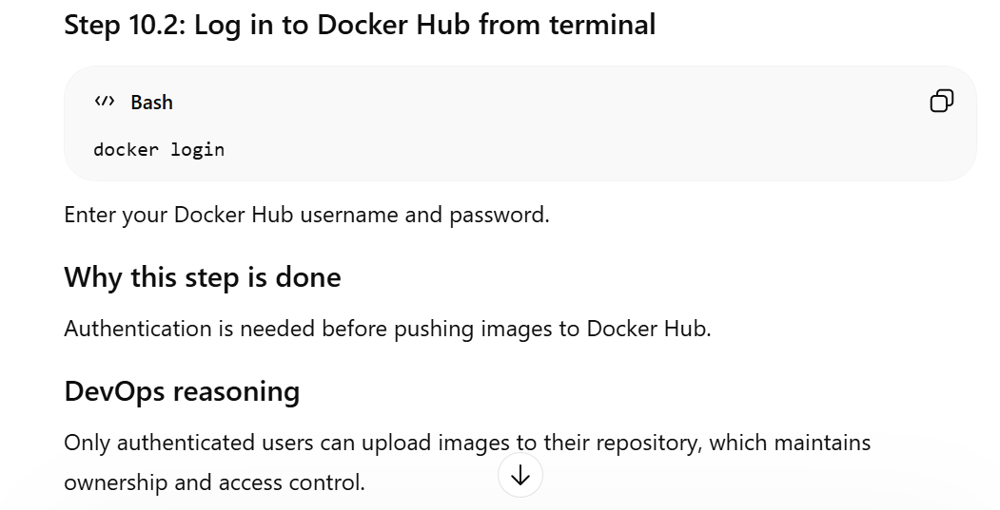 Step 10.2: Log in to Docker Hub from terminal
Bash
docker login
Enter your Docker Hub username and password.
Why this step is done
Authentication is needed before pushing images to Docker Hub.
DevOps reasoning
Only authenticated users can upload images to their repository, which maintains
ownership and access control.